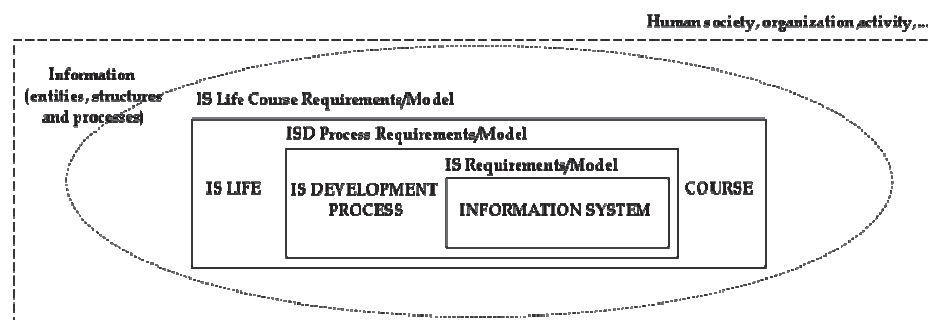 Human society, organization,activity,...
Information
(entities, structures
and processes)
IS Life Course Requirements/Model
ISD Process Requirements/Model
IS Requirements/Model
IS LIFE
IS DEVELOPMENT
PROCESS
INFORMATION SYSTEM
COURSE